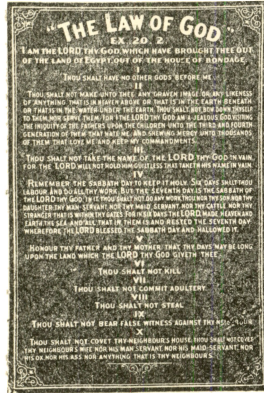 "THE LAW OF GOD"
EX. 20. 2.
I AM THE LORD THY GOD, WHICH HAVE BROUGHT THEE OUT
OF THE LAND OF EGYPT, OUT OF THE HOUSE OF BONDAGE.
THOU SHALT HAVE NO OTHER GODS BEFORE ME
II
THOU SHALT NOT MAKE UNTO THEE ANY GRAVEN IMAGE OR ANY LIKENESS
OF ANYTHING THAT IS IN HEAVEN ABOVE OR THAT IS IN THE EARTH BENEATH
OR THAT IS IN THE WATER UNDER THE EARTH. THOU SHALT NOT BOW DOWN THYSELF
TO THEM, NOR SERVE THEM, FOR I THE LORD THY GOD AM A JEALOUS GOD, VISITING
THE INIQUITY OF THE FATHERS UPON THE CHILDREN UNTO THE THIRD AND FOURTH
GENERATION OF THEM THAT HATE ME, AND SHEWING MERCY UNTO THOUSANDS
OF THEM THAT LOVE ME AND KEEP MY COMMANDMENTS.
THOU SHALT NOT TAKE THE NAME OF THE LORD THY GOD IN VAIN,
FOR THE LORD WILL NOT HOLD HIM GUILTLESS THAT TAKETH HIS NAME IN VAIN.
IV
REMEMBER THE SABBATH DAY TO KEEP IT HOLY. SIX DAYS SHALT THOU
LABOUR AND DO ALL THY WORK. BUT THE SEVENTH DAY IS THE SABBATH OF
THE LORD THY GOD. IN IT THOU SHALT NOT DO ANY WORK, THOU NOR THY SON NOR THY
DAUGHTER THY MAN-SERVANT, NOR THY MAID-SERVANT, NOR THY CATTLE NOR THY
STRANGER THAT IS WITHIN THY GATES. FOR IN SIX DAYS THE LORD MADE HEAVEN AND
EARTH THE SEA AND ALL THAT IN THEM IS AND RESTED THE SEVENTH DAY
WHEREFORE THE LORD BLESSED THE SABBATH DAY AND HALLOWED IT.
HONOUR THY FATHER AND THY MOTHER THAT THY DAYS MAY BE LONG
UPON THE LAND WHICH THE LORD THY GOD GIVETH THEE.
THOU SHALT NOT KILL
VII
THOU SHALT NOT COMMIT ADULTERY
VIII
THOU SHALT NOT STEAL
IX
THOU SHALT NOT BEAR FALSE WITNESS AGAINST THY
X
THOU SHALT NOT COVET THY NEIGHBOUR'S HOUSE. THOU SHALT NOT COVET
THY NEIGHBOUR'S WIFE NOR HIS MAN-SERVANT, NOR HIS MAID-SERVANT, NOR
HIS OX NOR HIS ASS NOR ANYTHING THAT IS THY NEIGHBOUR'S